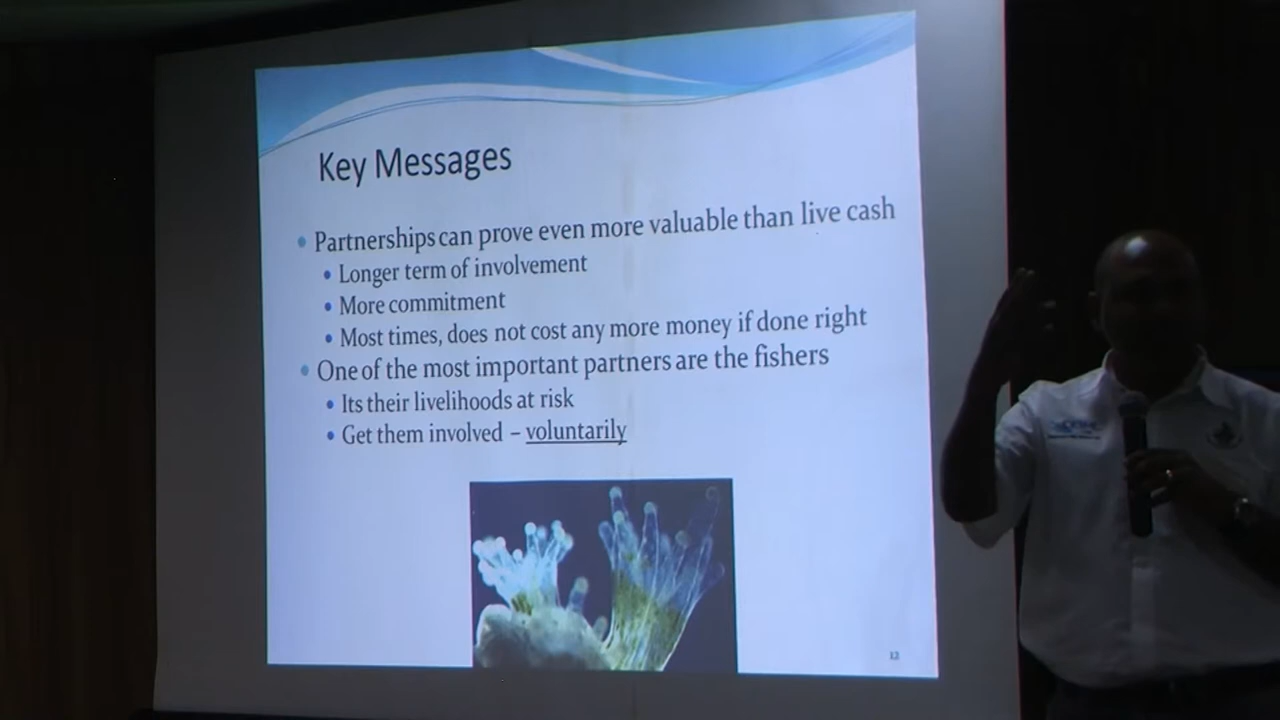 Key Messages
Partnerships can prove even more valuable than live cash
Longer term of involvement
More commitment
Most times, does not cost any more money if done right
One of the most important partners are the fishers
Its their livelihoods at risk
Get them involved – voluntarily
12